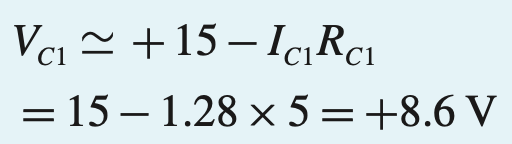 V_{C1} ≃ +15 − I_{C1}R_{C1}
= 15 − 1.28 × 5 = +8.6 V